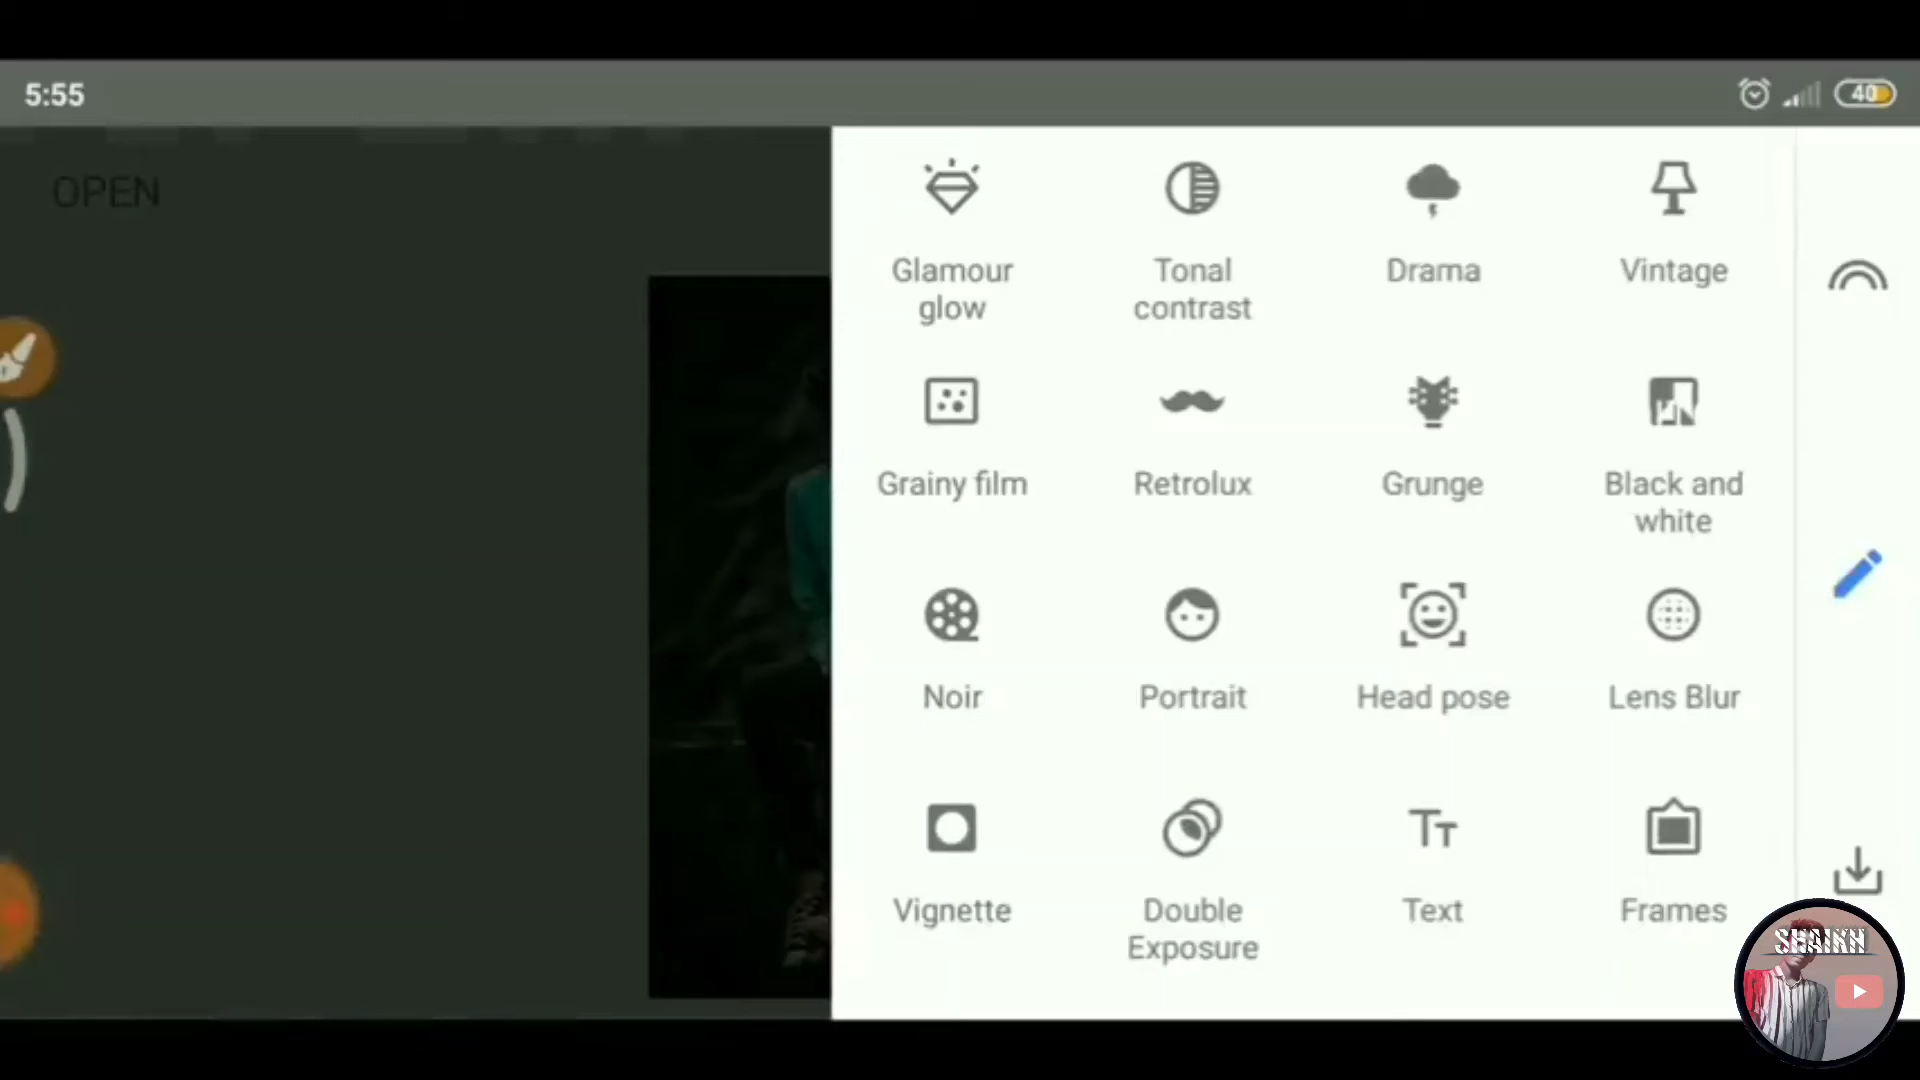 5:55
40
OPEN
Glamour
glow
Tonal
contrast
Drama
Vintage
Grainy film
Retrolux
Grunge
Black and
white
Noir
Portrait
Head pose
Lens Blur
Vignette
Double
Exposure
Text
Frames
SHAIKH